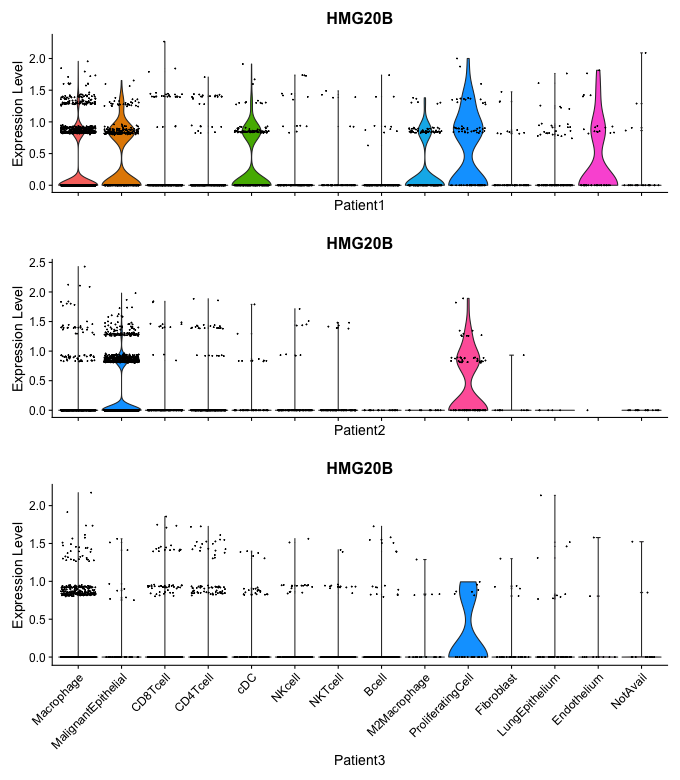 HMG20B
Expression Level
2.0
1.5
1.0
0.5
0.0
Patient1
HMG20B
Expression Level
2.5
2.0
1.5
1.0
0.5
0.0
Patient2
HMG20B
Expression Level
2.0
1.5
1.0
0.5
0.0
Macrophage
MalignantEpithelial
CD8Tcell
CD4Tcell
cDC
NKcell
NKTcell
Bcell
M2Macrophage
ProliferatingCell
Fibroblast
LungEpithelium
Endothelium
NotAvail
Patient3